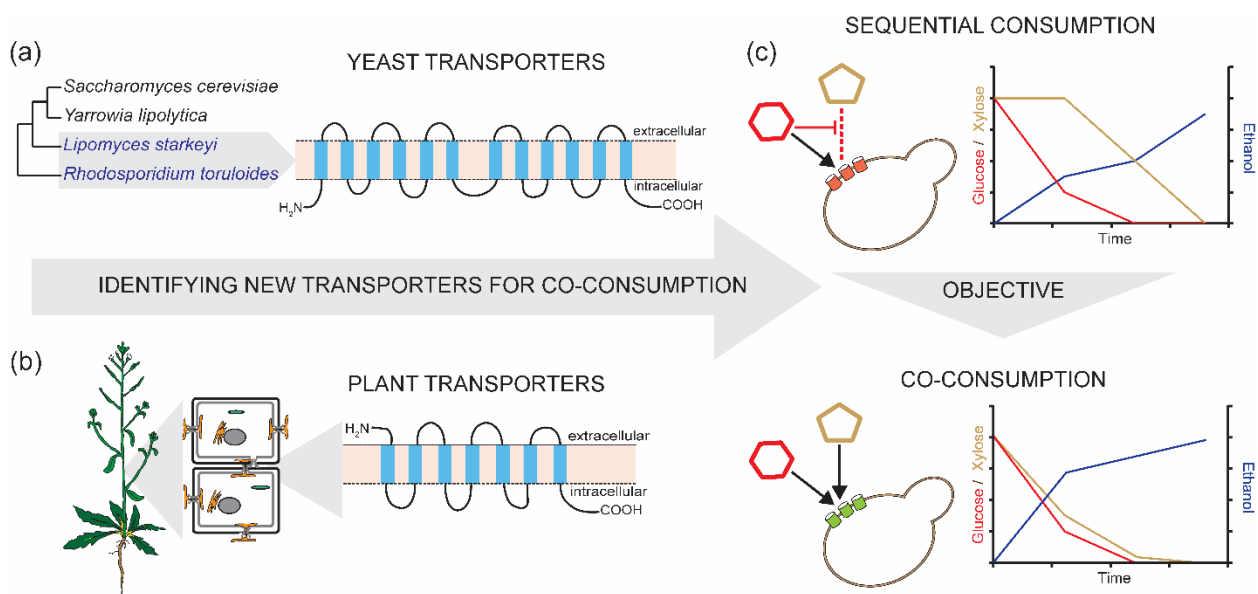 (a)
Saccharomyces cerevisiae
Yarrowia lipolytica
Lipomyces starkeyi
Rhodosporidium toruloides
YEAST TRANSPORTERS
extracellular
intracellular
H2N
COOH
IDENTIFYING NEW TRANSPORTERS FOR CO-CONSUMPTION
(b)
PLANT TRANSPORTERS
H2N
extracellular
intracellular
COOH
(c)
SEQUENTIAL CONSUMPTION
Glucose / Xylose
Ethanol
Time
OBJECTIVE
CO-CONSUMPTION
Glucose / Xylose
Ethanol
Time